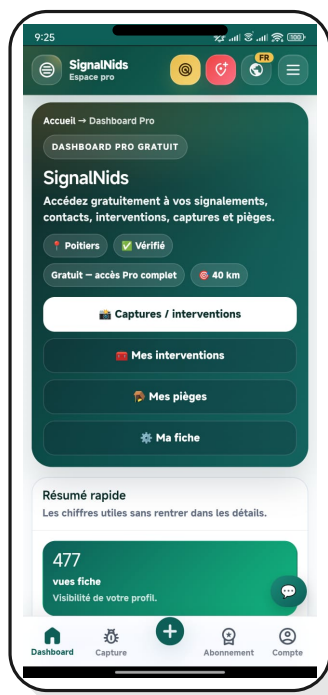 9:25
100
SignalNids
Espace pro
FR
Accueil → Dashboard Pro
DASHBOARD PRO GRATUIT
SignalNids
Accédez gratuitement à vos signalements,
contacts, interventions, captures et pièges.
📍 Poitiers
✅ Vérifié
Gratuit — accès Pro complet
🎯 40 km
📸 Captures / interventions
🧰 Mes interventions
🪤 Mes pièges
⚙️ Ma fiche
Résumé rapide
Les chiffres utiles sans rentrer dans les détails.
477
vues fiche
Visibilité de votre profil.
Dashboard
Capture
Abonnement
Compte